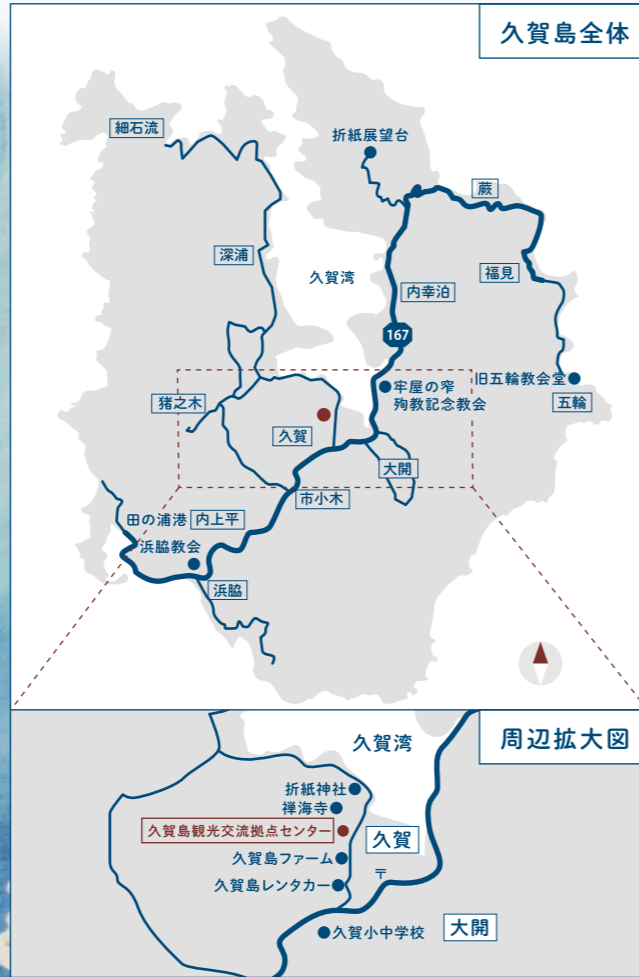 久賀島全体
細石流
折紙展望台
蕨
深浦
久賀湾
内幸泊
福見
167
旧五輪教会堂
牢屋の窄
殉教記念教会
猪之木
五輪
久賀
大開
市小木
田の浦港
内上平
浜脇教会
浜脇
周辺拡大図
久賀湾
折紙神社
禅海寺
久賀島観光交流拠点センター
久賀
久賀島ファーム
〒
久賀島レンタカー
大開
久賀小中学校